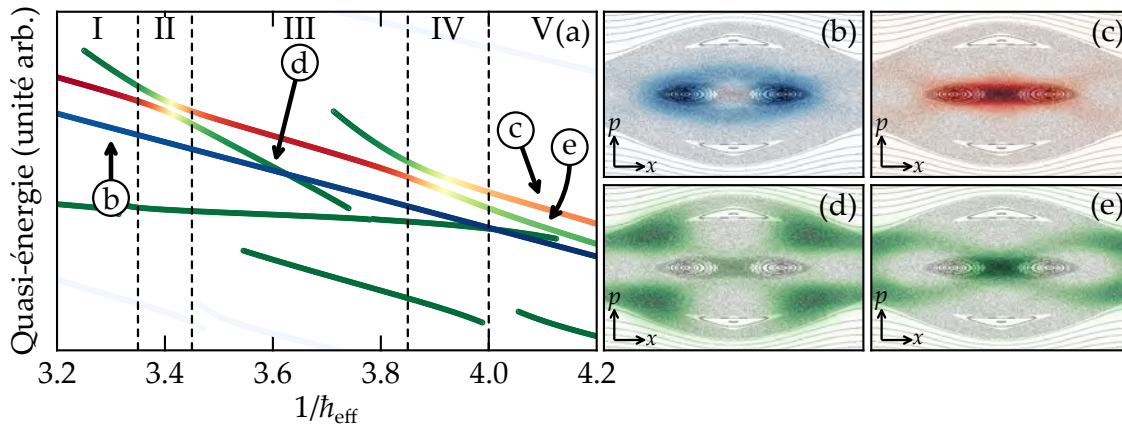 I II III IV V (a)
Quasi-énergie (unité arb.)
d
c
e
b
3.2 3.4 3.6 3.8 4.0 4.2
1/ħeff
(b)
p
x
(c)
p
x
(d)
p
x
(e)
p
x